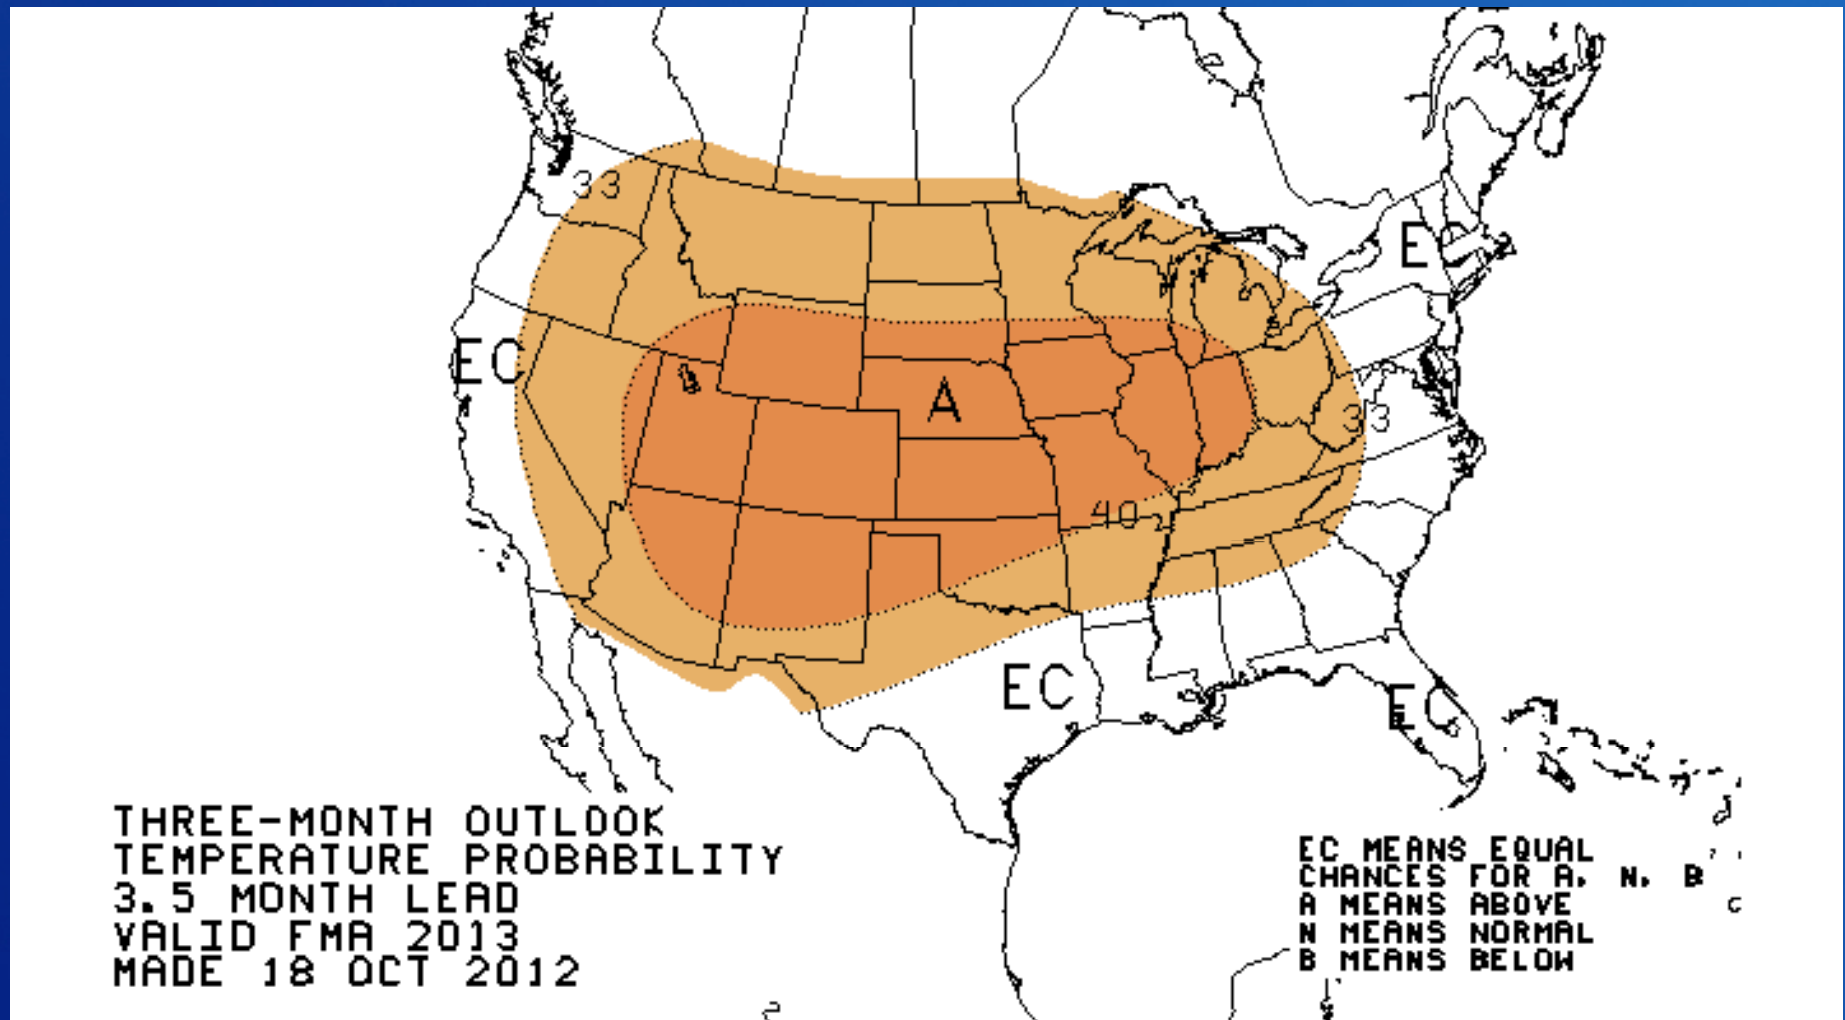 33
EC
EC
A
33
40
EC
EC
THREE-MONTH OUTLOOK
TEMPERATURE PROBABILITY
3.5 MONTH LEAD
VALID FMA 2013
MADE 18 OCT 2012
EC MEANS EQUAL
CHANCES FOR A, N, B
A MEANS ABOVE
N MEANS NORMAL
B MEANS BELOW